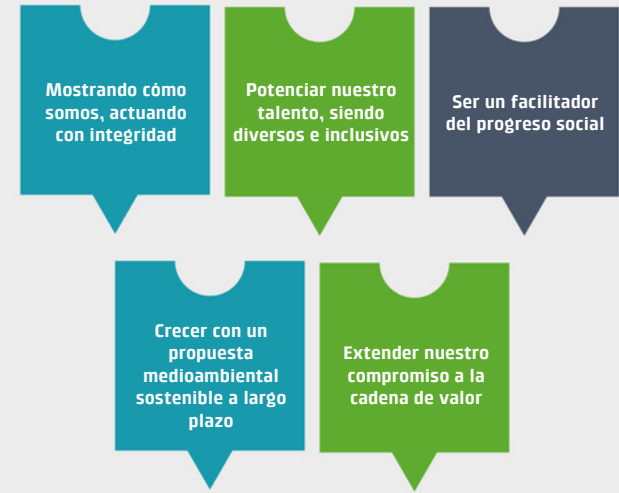 Mostrando cómo
somos, actuando
con integridad
Potenciar nuestro
talento, siendo
diversos e inclusivos
Ser un facilitador
del progreso social
Crecer con un
propuesta
medioambiental
sostenible a largo
plazo
Extender nuestro
compromiso a la
cadena de valor